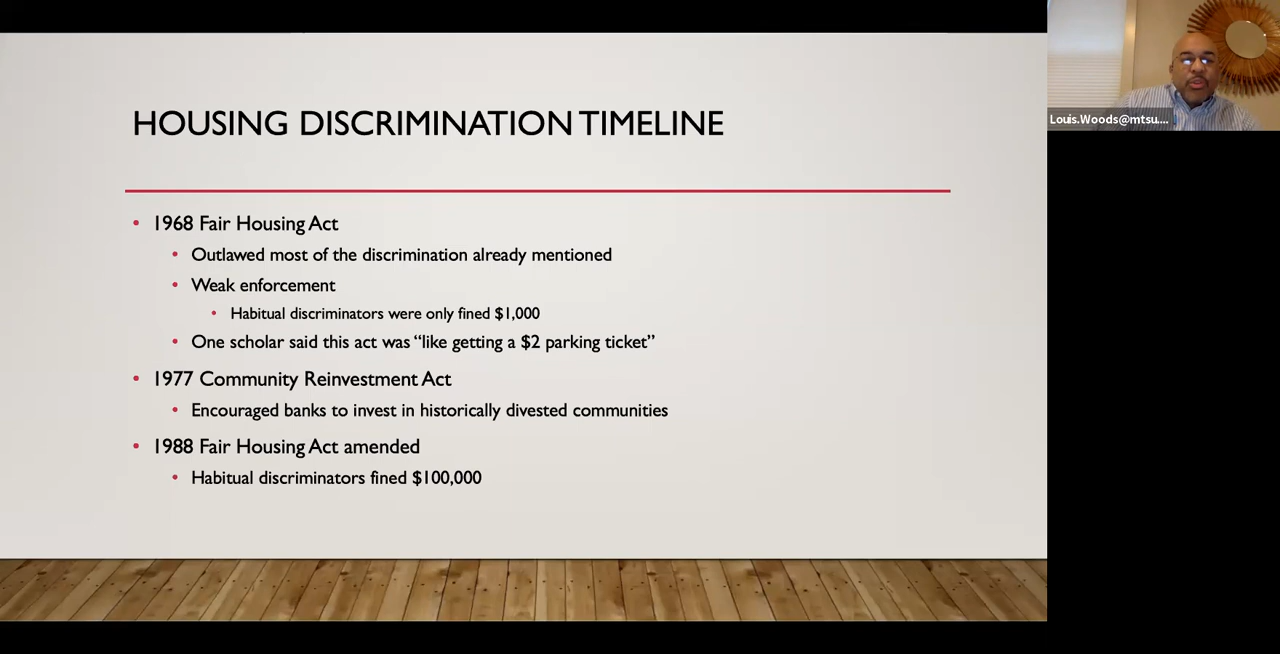 HOUSING DISCRIMINATION TIMELINE
• 1968 Fair Housing Act
• Outlawed most of the discrimination already mentioned
• Weak enforcement
• Habitual discriminators were only fined $1,000
• One scholar said this act was “like getting a $2 parking ticket”
• 1977 Community Reinvestment Act
• Encouraged banks to invest in historically divested communities
• 1988 Fair Housing Act amended
• Habitual discriminators fined $100,000
Louis.Woods@mtsu....